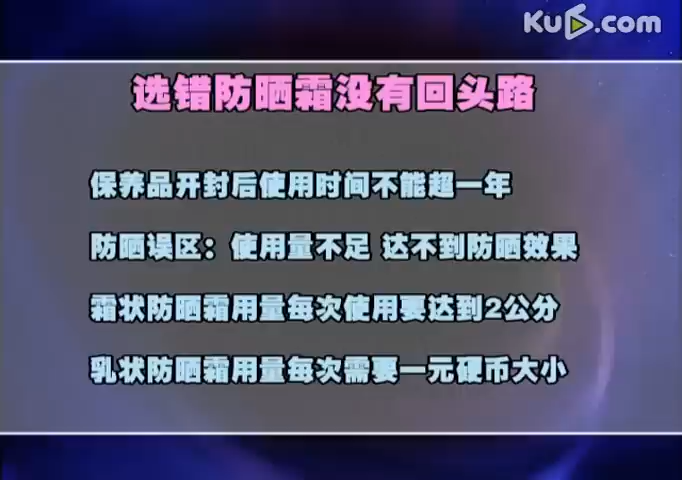 Ku6.com
选错防晒霜没有回头路
保养品开封后使用时间不能超一年
防晒误区：使用量不足 达不到防晒效果
霜状防晒霜用量每次使用要达到2公分
乳状防晒霜用量每次需要一元硬币大小